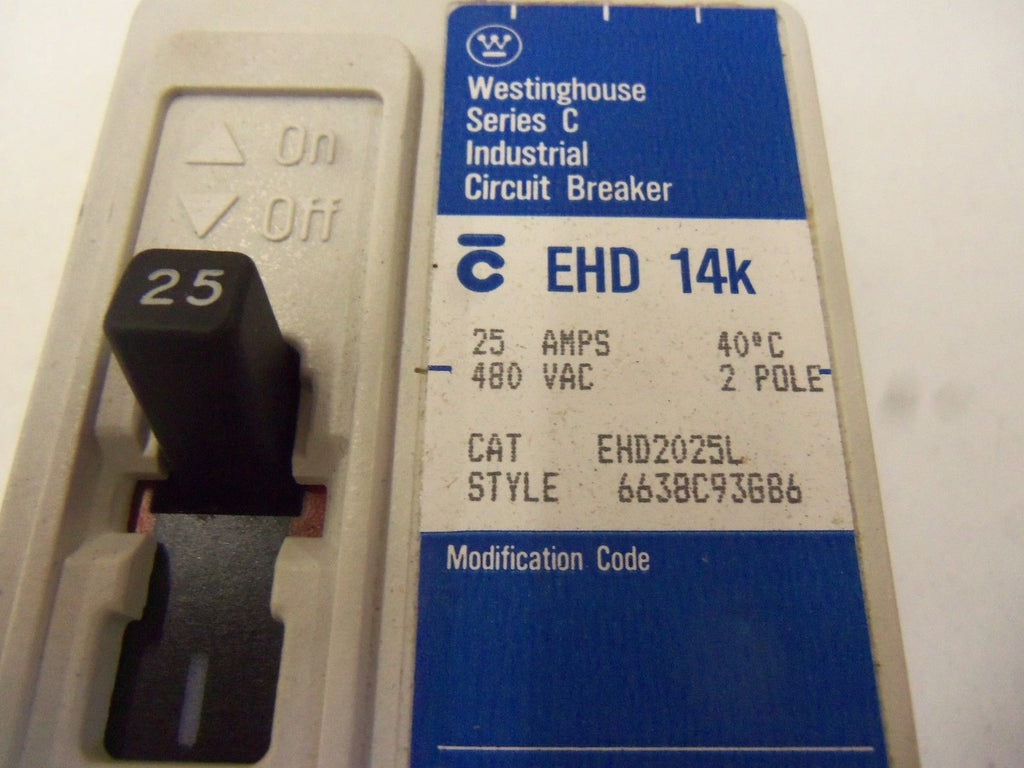 On
Off
25
W
Westinghouse
Series C
Industrial
Circuit Breaker
C EHD 14k
25 AMPS 40°C
480 VAC 2 POLE
CAT EHD2025L
STYLE 6638C93G86
Modification Code